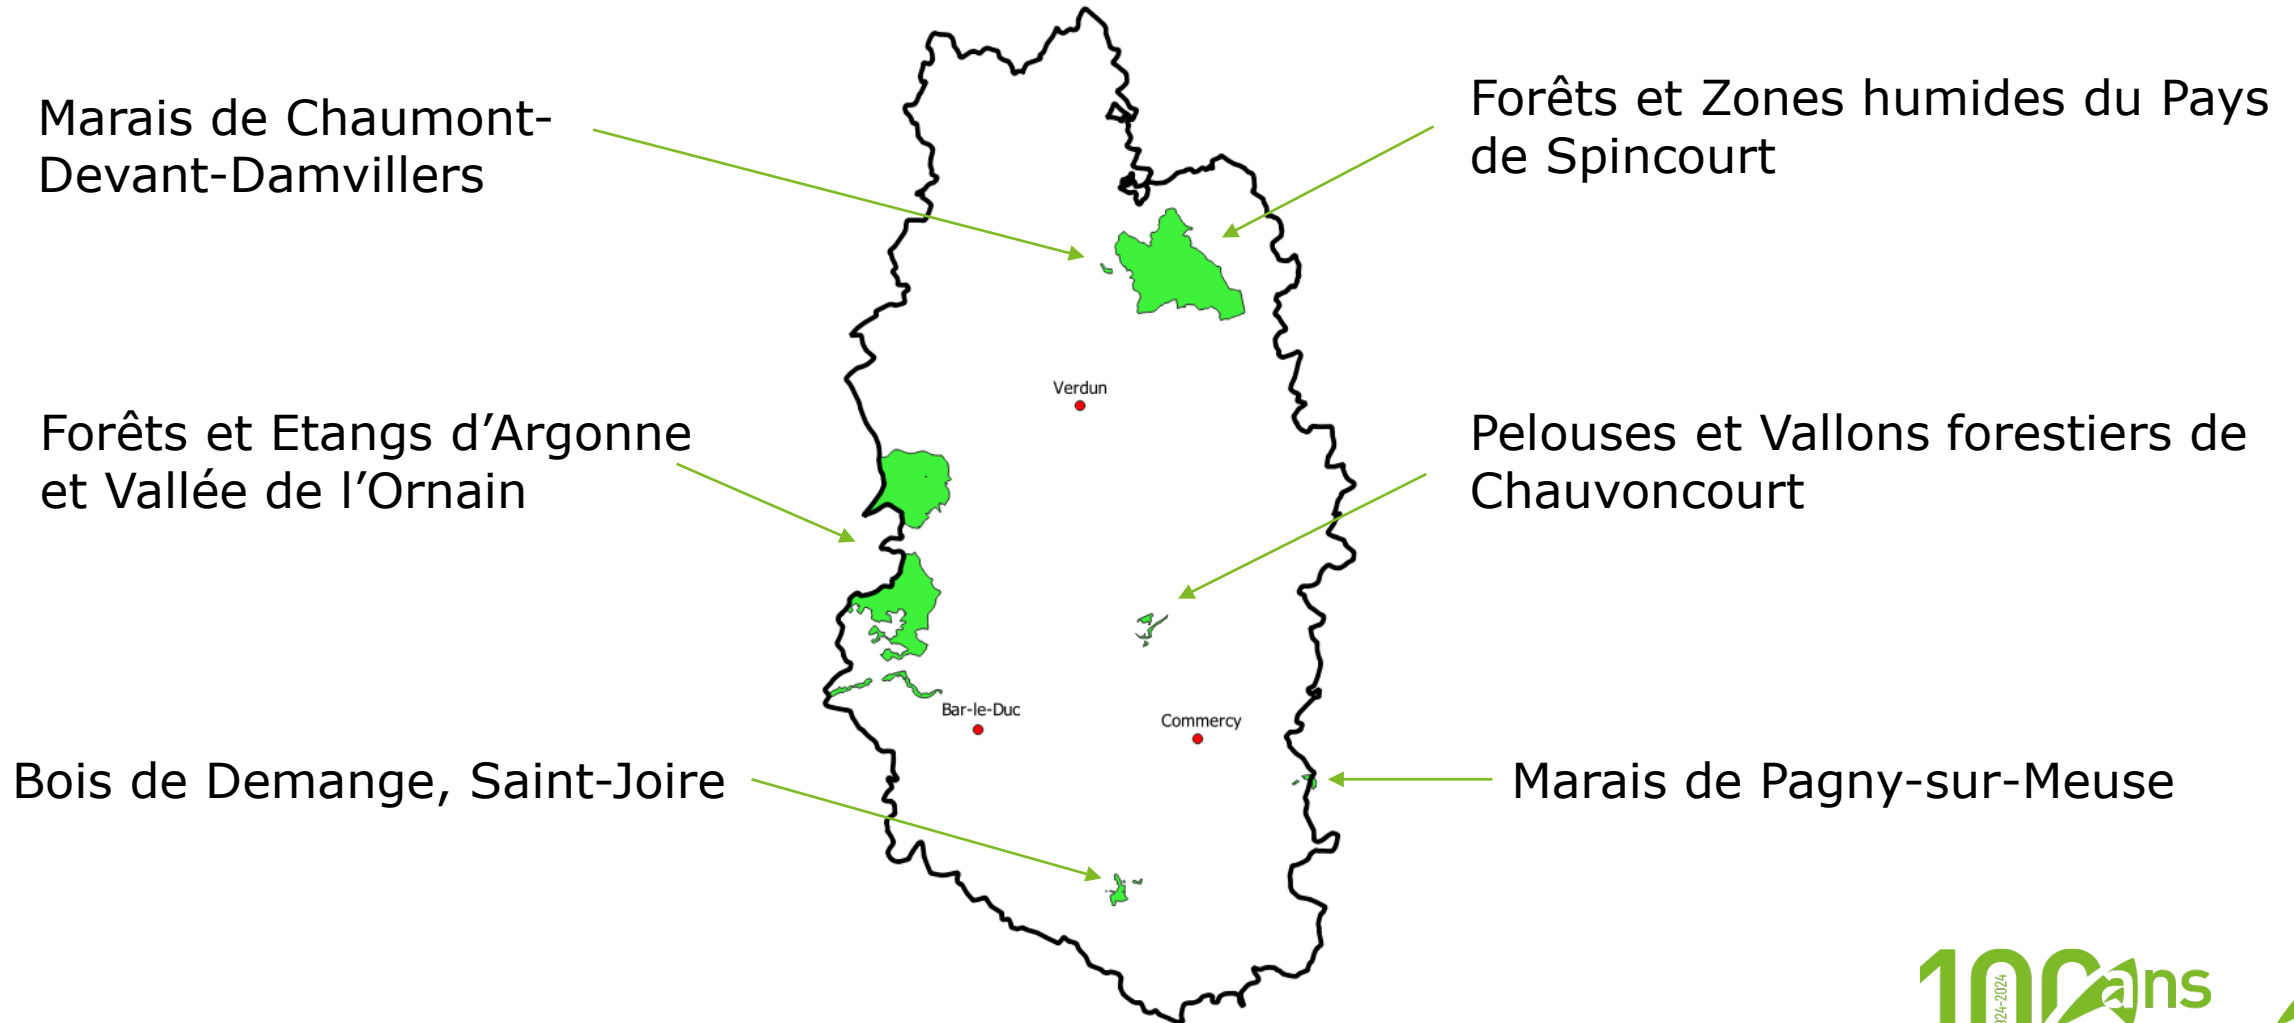 Marais de Chaumont-
Devant-Damvillers
Forêts et Zones humides du Pays
de Spincourt
Verdun
Forêts et Etangs d’Argonne
et Vallée de l’Ornain
Pelouses et Vallons forestiers de
Chauvoncourt
Bar-le-Duc
Commercy
Bois de Demange, Saint-Joire
Marais de Pagny-sur-Meuse
100ans